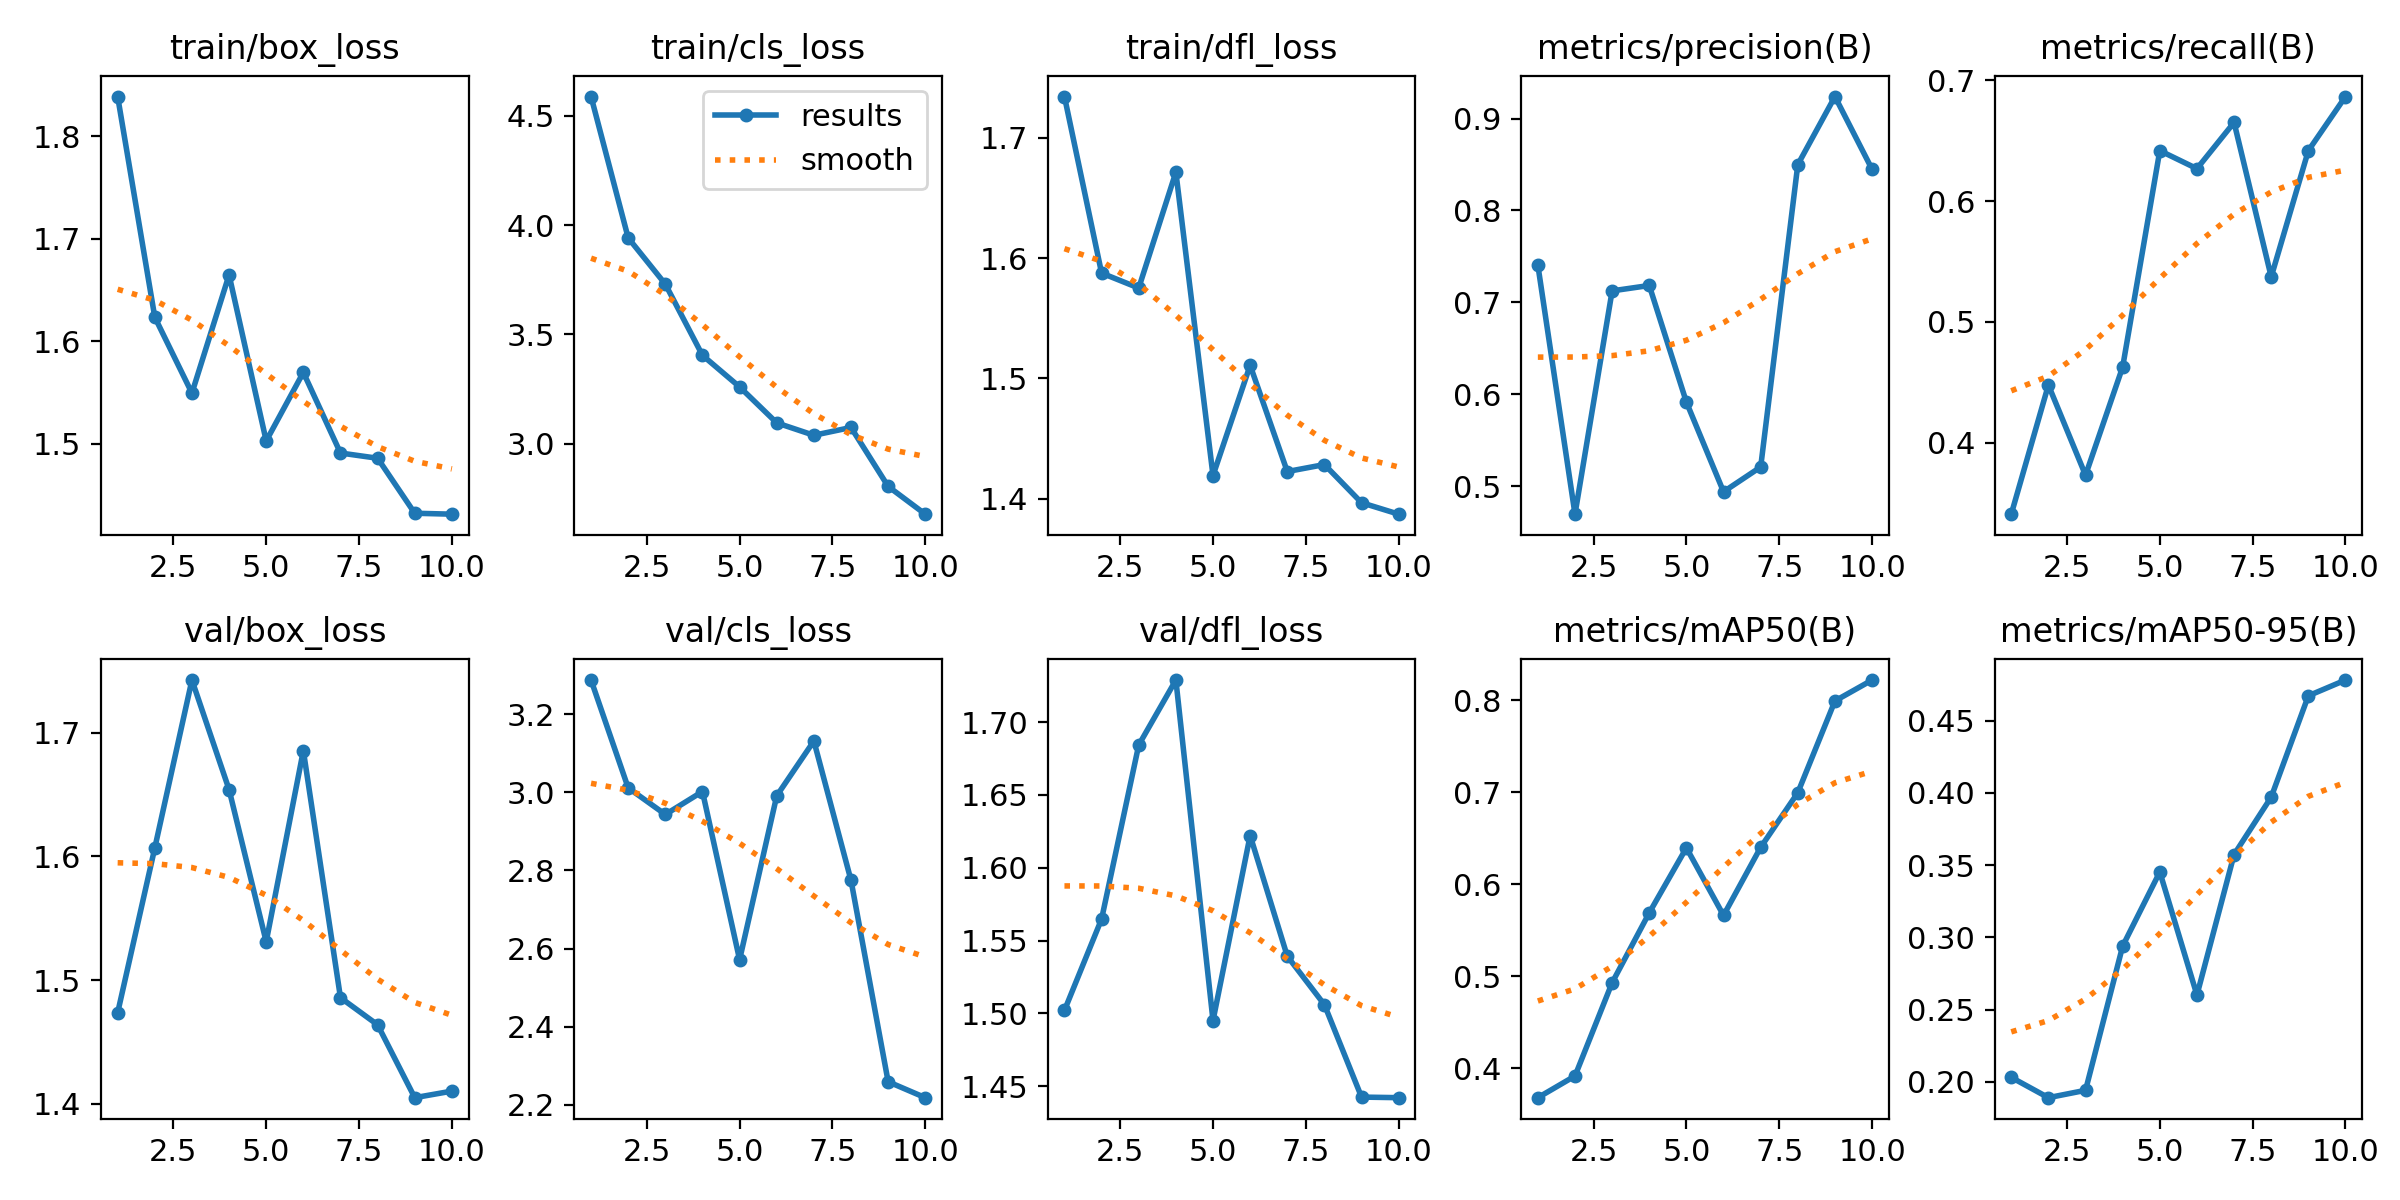 train/box_loss
train/cls_loss
train/dfl_loss
metrics/precision(B)
metrics/recall(B)
1.8
1.7
1.6
1.5
2.5 5.0 7.5 10.0
results
smooth
4.5
4.0
3.5
3.0
2.5 5.0 7.5 10.0
1.7
1.6
1.5
1.4
2.5 5.0 7.5 10.0
0.9
0.8
0.7
0.6
0.5
2.5 5.0 7.5 10.0
0.7
0.6
0.5
0.4
2.5 5.0 7.5 10.0
val/box_loss
val/cls_loss
val/dfl_loss
metrics/mAP50(B)
metrics/mAP50-95(B)
1.7
1.6
1.5
1.4
2.5 5.0 7.5 10.0
3.2
3.0
2.8
2.6
2.4
2.2
2.5 5.0 7.5 10.0
1.70
1.65
1.60
1.55
1.50
1.45
2.5 5.0 7.5 10.0
0.8
0.7
0.6
0.5
0.4
2.5 5.0 7.5 10.0
0.45
0.40
0.35
0.30
0.25
0.20
2.5 5.0 7.5 10.0